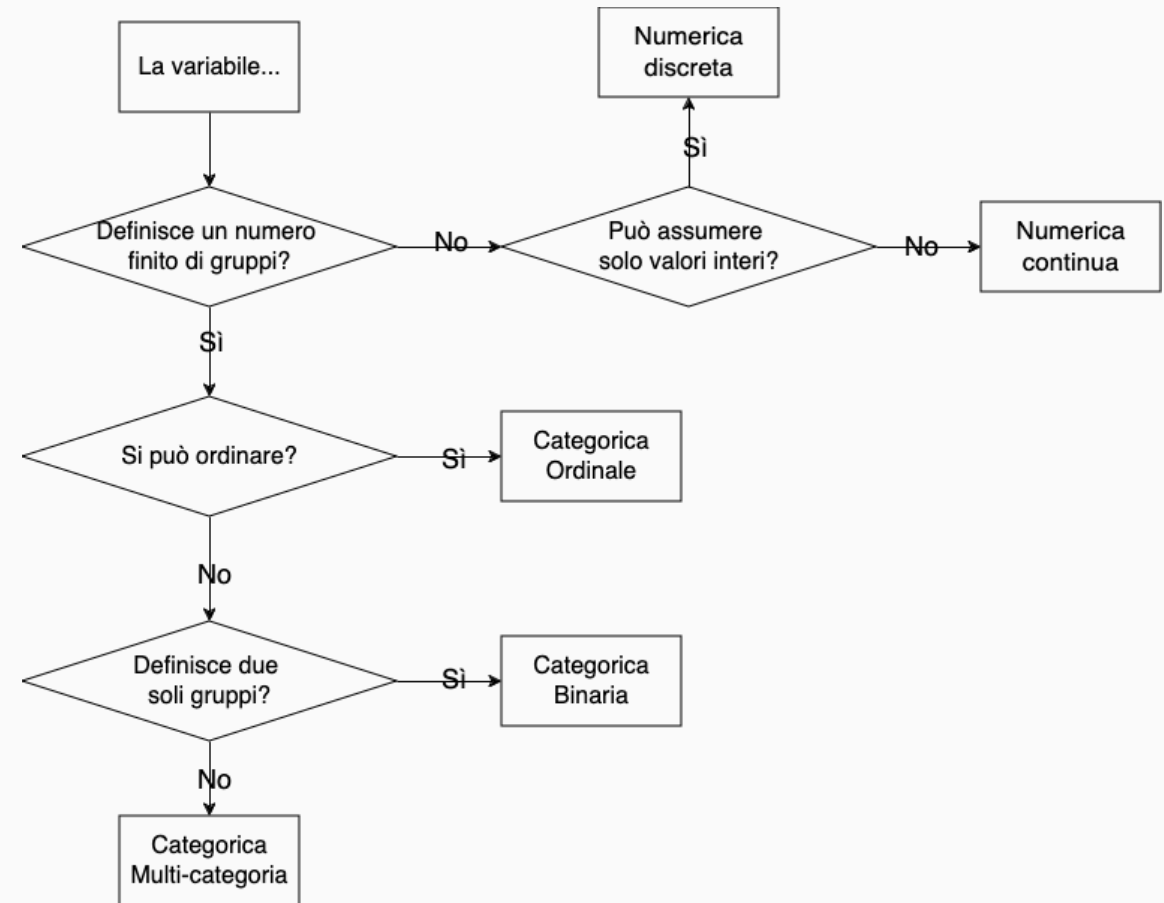 La variabile...
Numerica
discreta
Sì
Definisce un numero
finito di gruppi?
No
Può assumere
solo valori interi?
No
Numerica
continua
Sì
Si può ordinare?
Sì
Categorica
Ordinale
No
Definisce due
soli gruppi?
Sì
Categorica
Binaria
No
Categorica
Multi-categoria